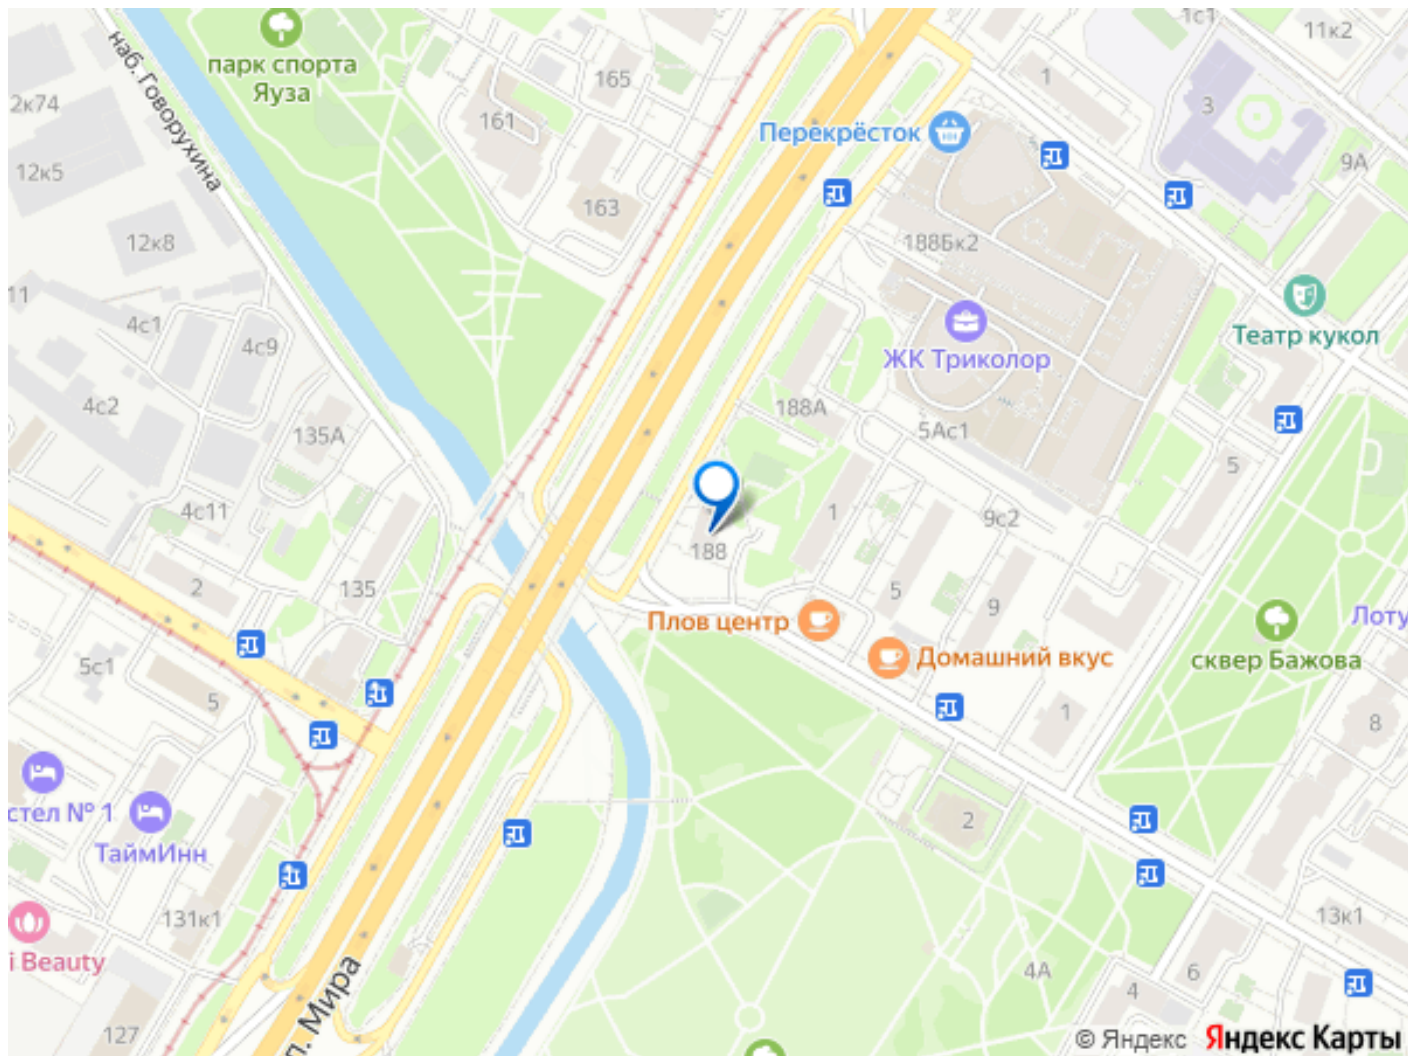 1с1
11к2
наб. Говорухина
парк спорта
Яуза
165
1
2к74
161
3
Перекрёсток
9А
12к5
163
12к8
188Бк2
11
4с1
Театр кукол
4с9
ЖК Триколор
4с2
188А
5Ас1
135А
5
4с11
1
9с2
188
2
135
5
9
Плов центр
Лоту
Домашний вкус
сквер Бажова
5с1
5
1
8
стел № 1
2
ТаймИнн
131к1
13к1
i Beauty
4А
6
4
л. Мира
127
© Яндекс Яндекс Карты